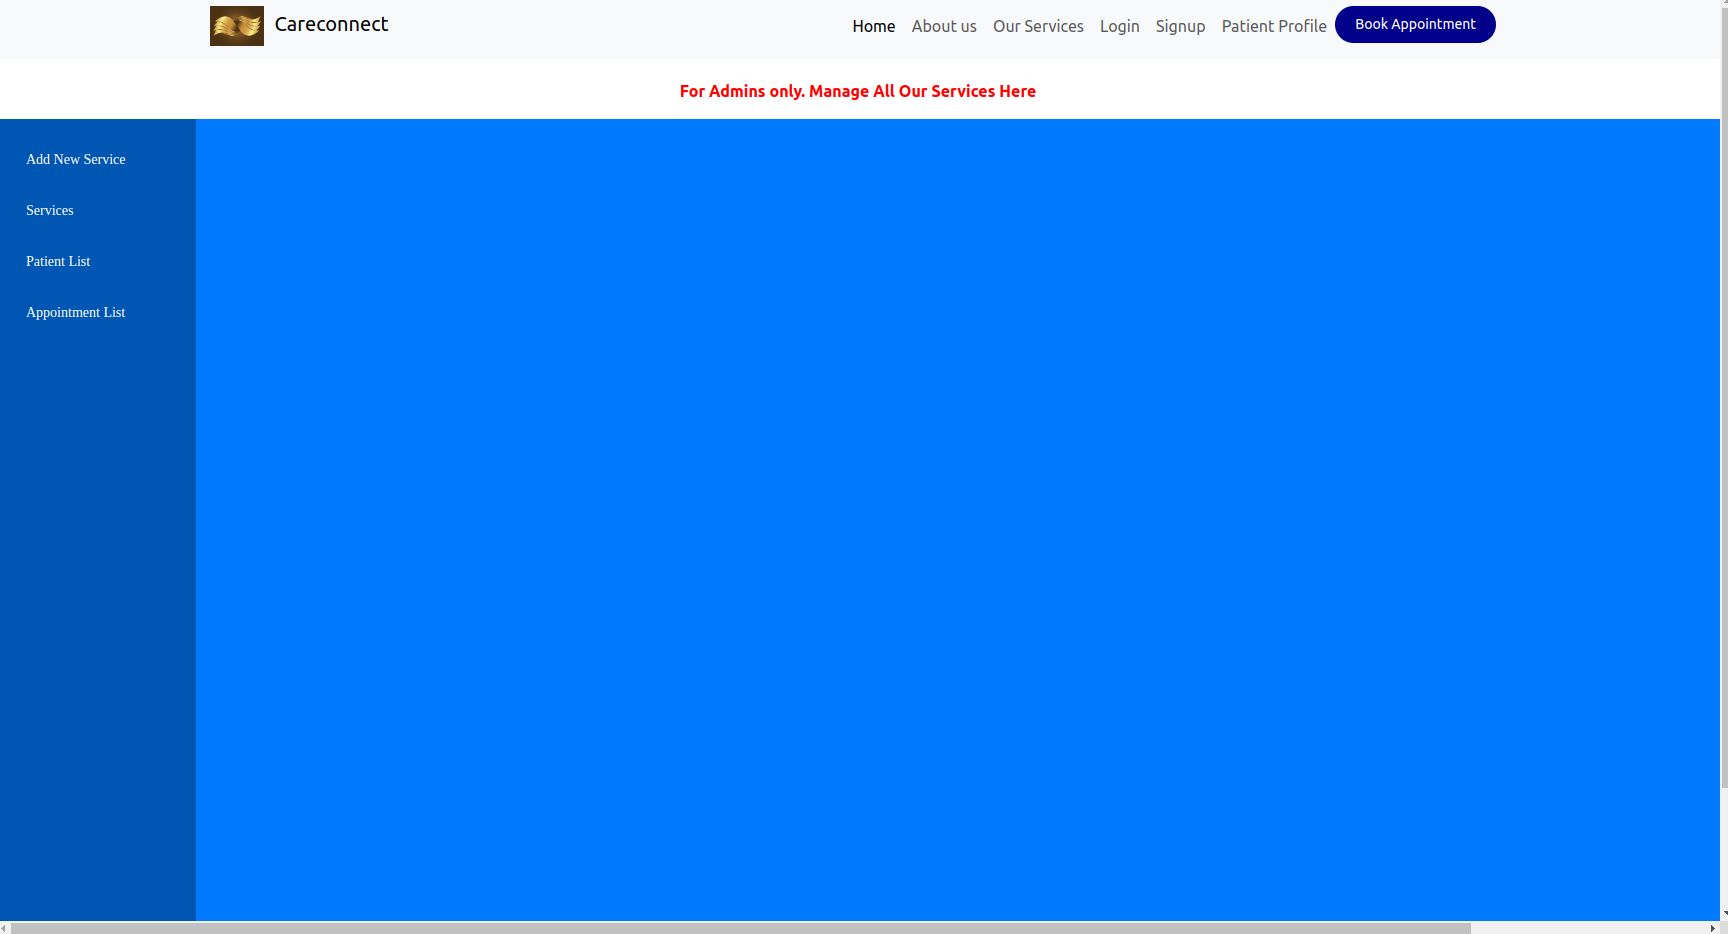 Careconnect
Home About us Our Services Login Signup Patient Profile Book Appointment
For Admins only. Manage All Our Services Here
Add New Service
Services
Patient List
Appointment List